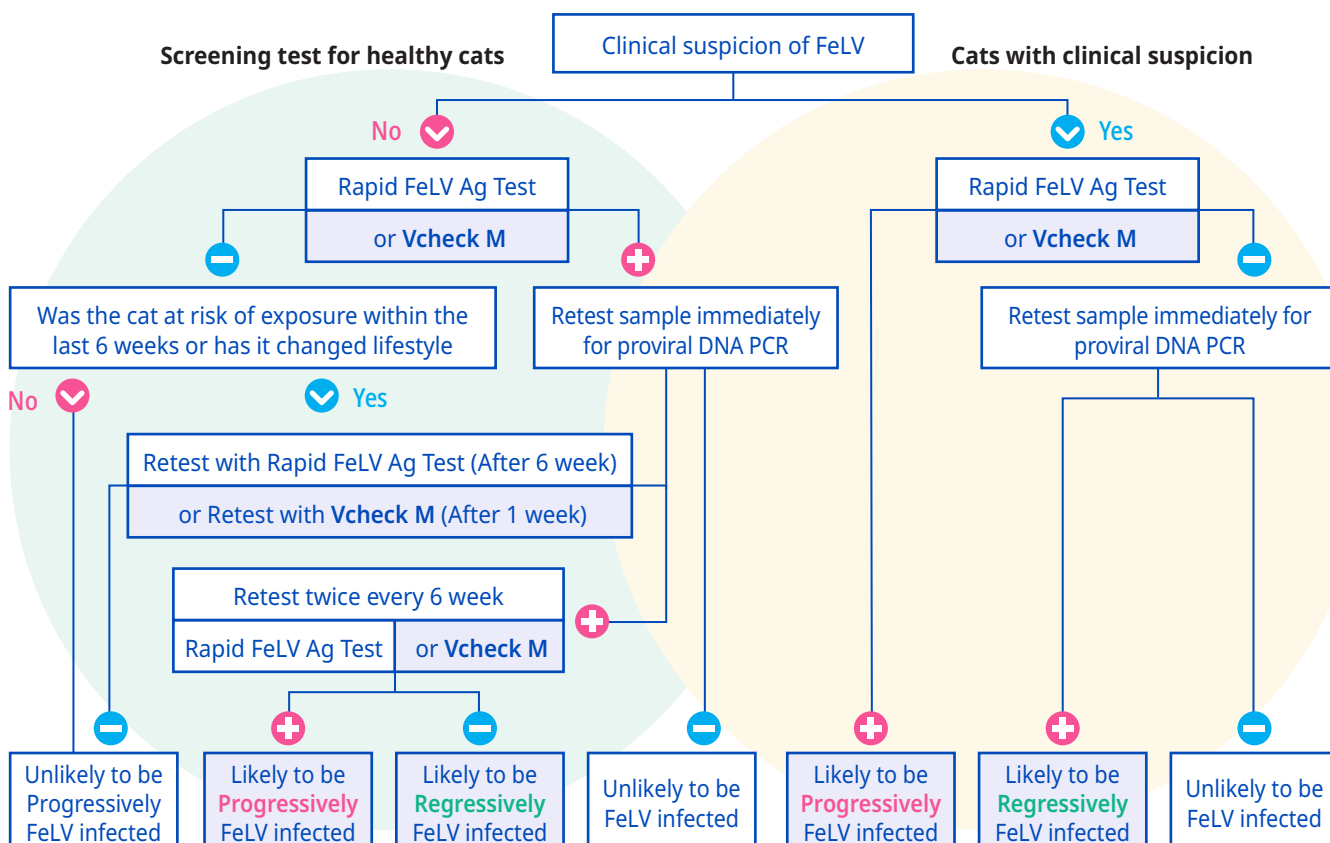 Screening test for healthy cats
Clinical suspicion of FeLV
Cats with clinical suspicion
No
Yes
Rapid FeLV Ag Test
or Vcheck M
Rapid FeLV Ag Test
or Vcheck M
Was the cat at risk of exposure within the
last 6 weeks or has it changed lifestyle
Retest sample immediately
for proviral DNA PCR
Retest sample immediately for
proviral DNA PCR
No
Yes
Retest with Rapid FeLV Ag Test (After 6 week)
or Retest with Vcheck M (After 1 week)
Retest twice every 6 week
Rapid FeLV Ag Test
or Vcheck M
Unlikely to be
Progressively
FeLV infected
Likely to be
Progressively
FeLV infected
Likely to be
Regressively
FeLV infected
Unlikely to be
FeLV infected
Likely to be
Progressively
FeLV infected
Likely to be
Regressively
FeLV infected
Unlikely to be
FeLV infected